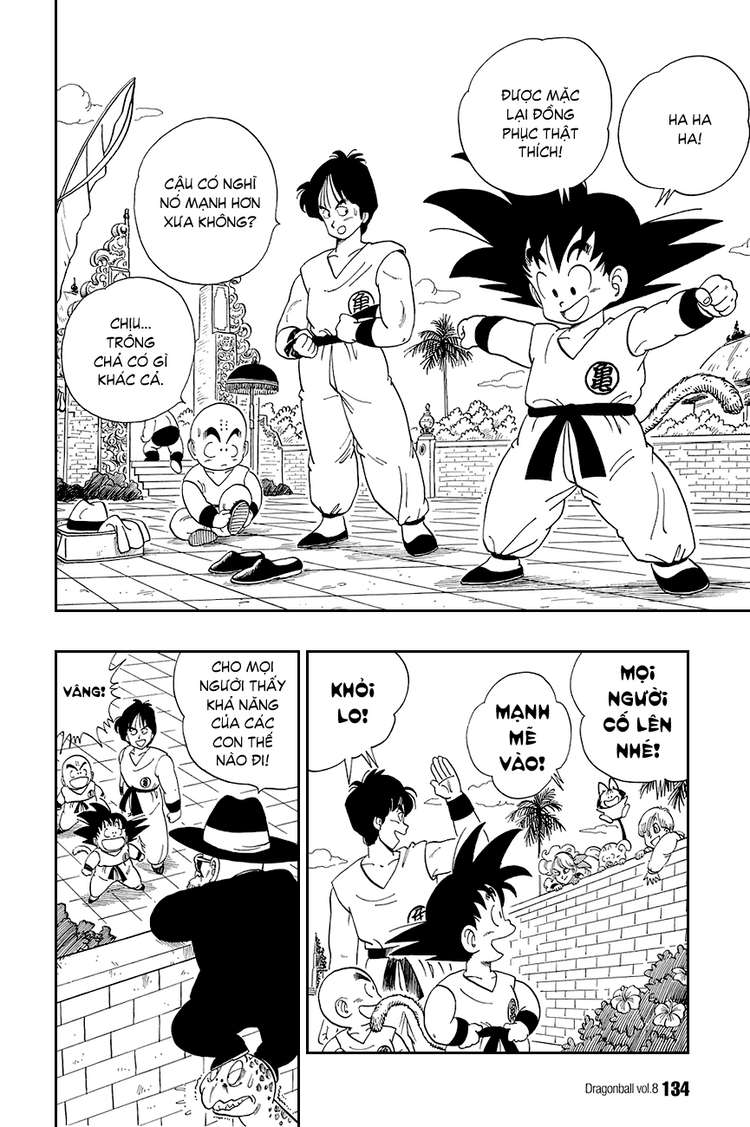 HA HA
HA!
ĐƯỢC MẶC
LẠI ĐỒNG
PHỤC THẬT
THÍCH!
CẬU CÓ NGHĨ
NÓ MẠNH HƠN
XƯA KHÔNG?
CHỊU...
TRÔNG
CHẢ CÓ GÌ
KHÁC CẢ.
亀
亀
MỌI
NGƯỜI
CỐ LÊN
NHÉ!
MẠNH
MẼ
VÀO!
KHỎI
LO!
CHO MỌI
NGƯỜI THẤY
KHẢ NĂNG
CỦA CÁC
CON THẾ
NÀO ĐI!
VÂNG!
Dragonball vol.8 134